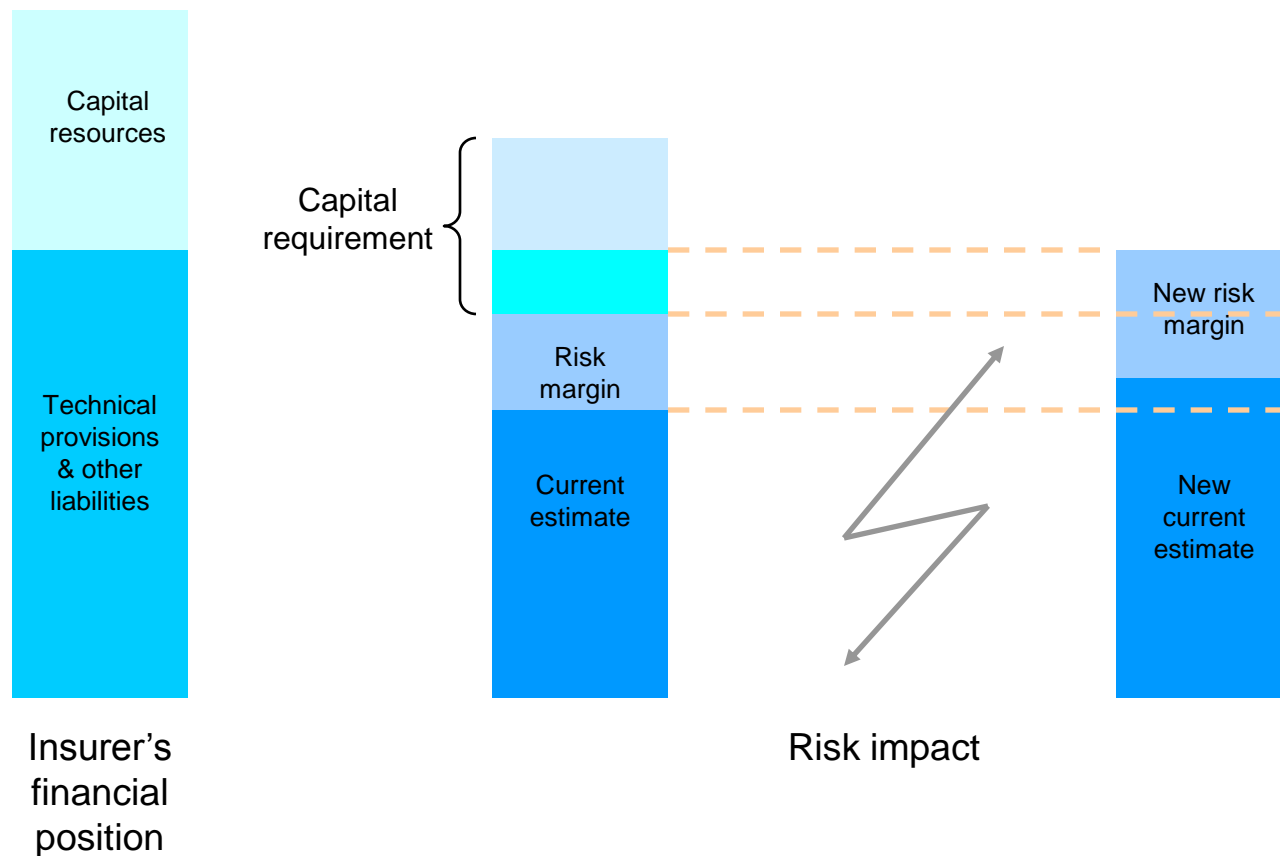 Capital
resources
Technical
provisions
& other
liabilities
Insurer’s
financial
position
Capital
requirement
Risk
margin
Current
estimate
Risk impact
New risk
margin
New
current
estimate